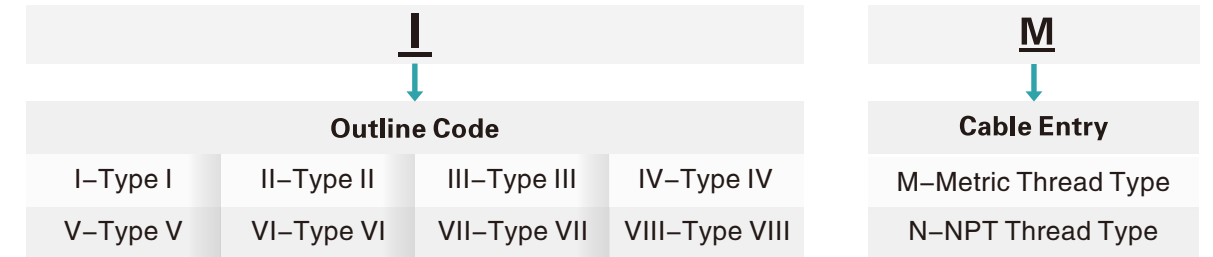 I M
Outline Code Cable Entry
I–Type I II–Type II III–Type III IV–Type IV M–Metric Thread Type
V–Type V VI–Type VI VII–Type VII VIII–Type VIII N–NPT Thread Type